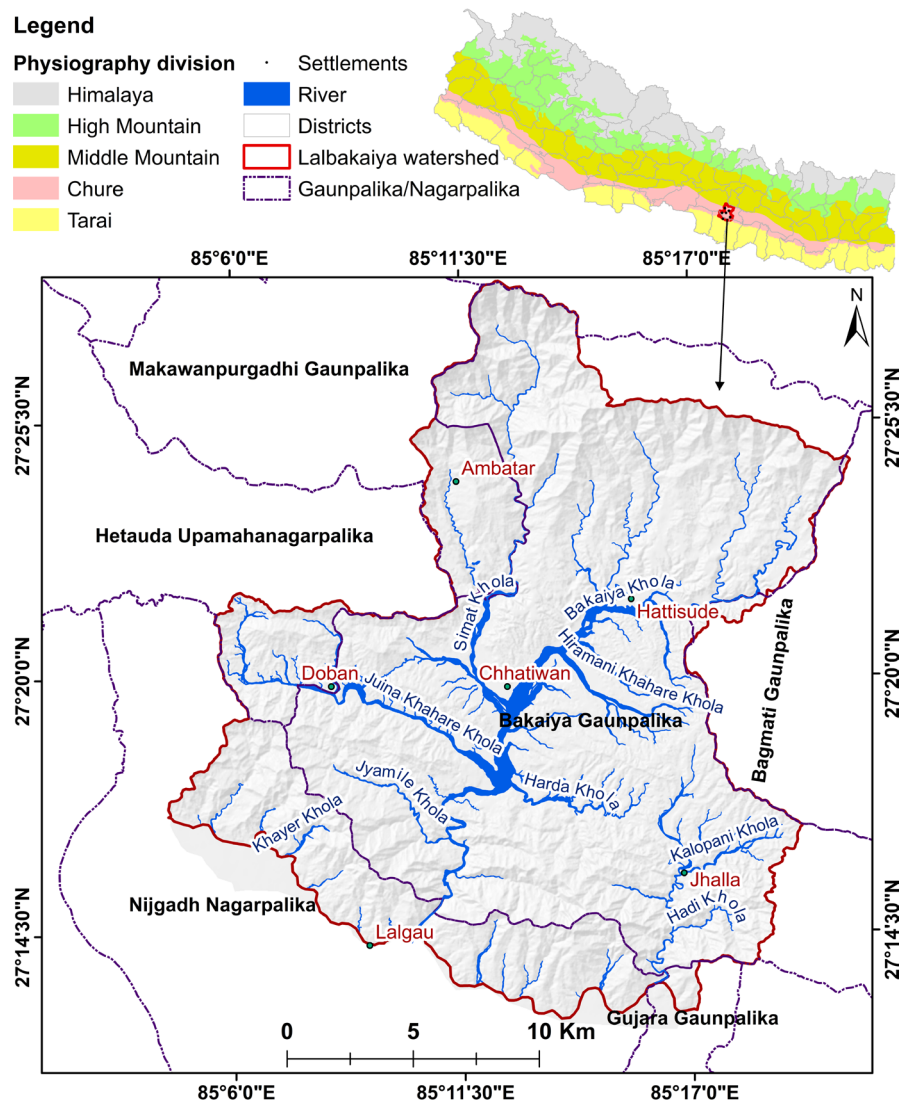 Legend
Physiography division
Settlements
Himalaya
River
High Mountain
Districts
Middle Mountain
Lalbakaiya watershed
Chure
Gaunpalika/Nagarpalika
Tarai
85°6'0"E
85°11'30"E
85°17'0"E
N
Makawanpurgadhi Gaunpalika
27°25'30"N
27°25'30"N
Ambatar
Hetauda Upamahanagarpalika
Simat Khola
Bakaiya Khola
Hattisude
Hiramani Khahare Khola
Bagmati Gaunpalika
27°20'0"N
27°20'0"N
Doban
Chhatiwan
Juina Khahare Khola
Bakaiya Gaunpalika
Jyamile Khola
Harda Khola
Khayer Khola
Kalopani Khola
Jhalla
Hadi Khola
Nijgadh Nagarpalika
27°14'30"N
27°14'30"N
Lalgau
Gujara Gaunpalika
0 5 10 Km
85°6'0"E
85°11'30"E
85°17'0"E